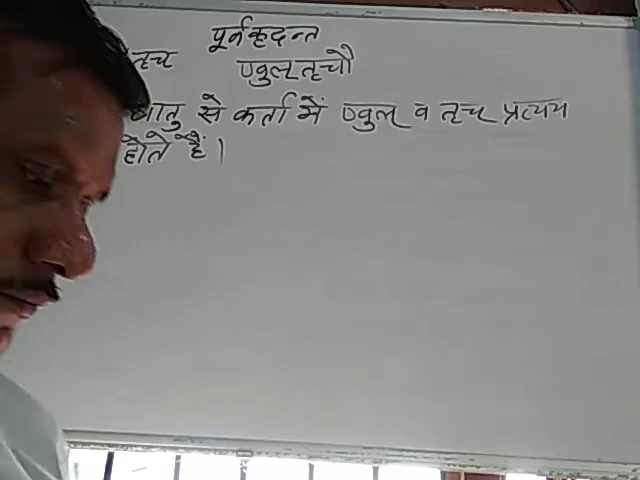 पूर्वकृदन्त
तृच ण्वुल्तृचौ
धातु से कर्ता में ण्वुल् व तृच् प्रत्यय
होते हैं।